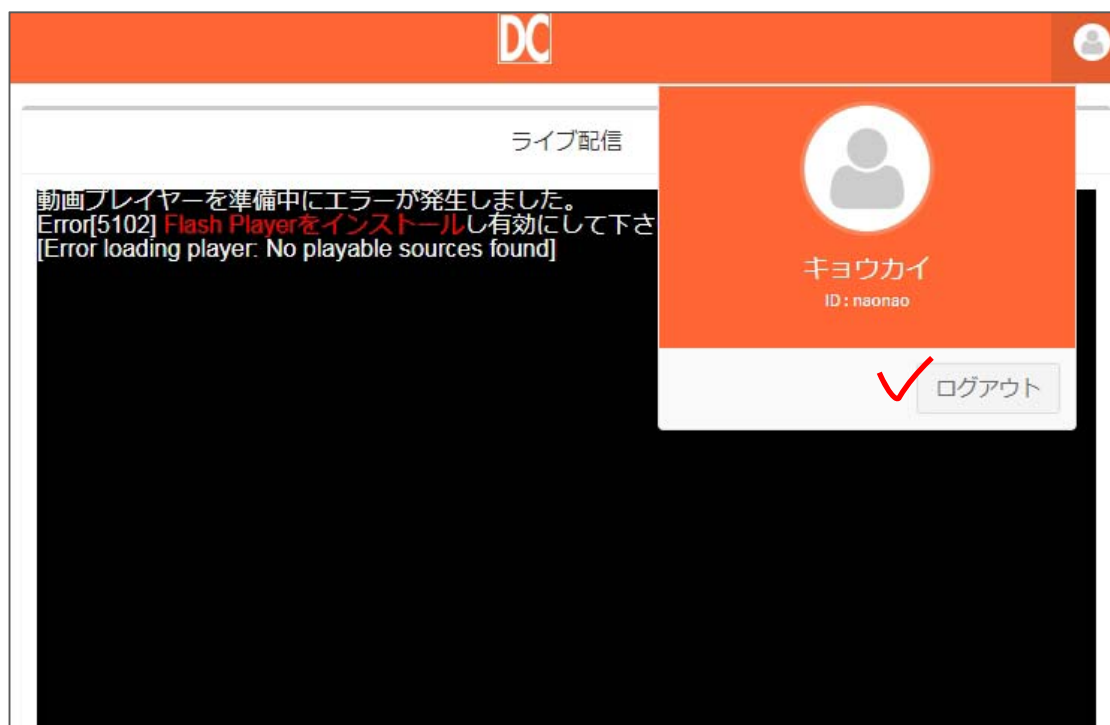 DC
ライブ配信
動画プレイヤーを準備中にエラーが発生しました。
Error[5102] Flash Playerをインストールし有効にして下さ
[Error loading player: No playable sources found]
キョウカイ
ID : naonao
ログアウト